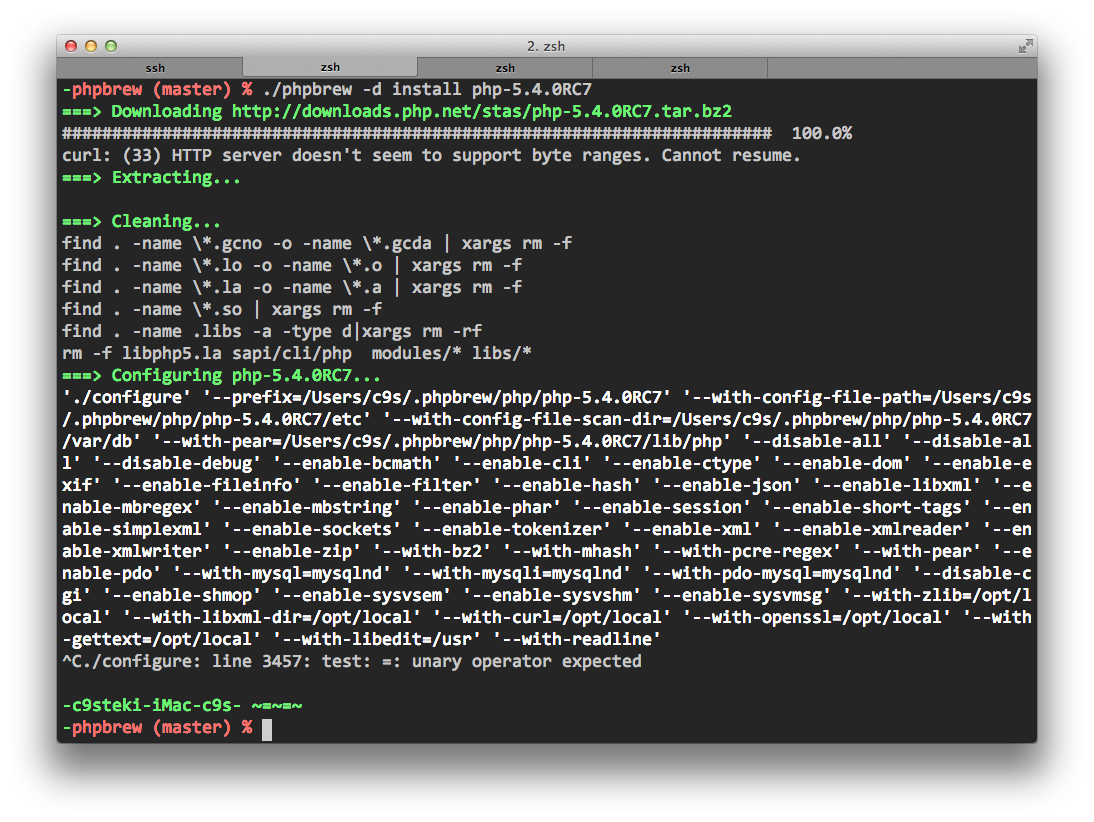 2. zsh
ssh zsh zsh zsh
-phpbrew (master) % ./phpbrew -d install php-5.4.0RC7
===> Downloading http://downloads.php.net/stas/php-5.4.0RC7.tar.bz2
####################################################################### 100.0%
curl: (33) HTTP server doesn't seem to support byte ranges. Cannot resume.
===> Extracting...
===> Cleaning...
find . -name \*.gcno -o -name \*.gcda | xargs rm -f
find . -name \*.lo -o -name \*.o | xargs rm -f
find . -name \*.la -o -name \*.a | xargs rm -f
find . -name \*.so | xargs rm -f
find . -name .libs -a -type d|xargs rm -rf
rm -f libphp5.la sapi/cli/php  modules/* libs/*
===> Configuring php-5.4.0RC7...
'./configure' '--prefix=/Users/c9s/.phpbrew/php/php-5.4.0RC7' '--with-config-file-path=/Users/c9s
/.phpbrew/php/php-5.4.0RC7/etc' '--with-config-file-scan-dir=/Users/c9s/.phpbrew/php/php-5.4.0RC7
/var/db' '--with-pear=/Users/c9s/.phpbrew/php/php-5.4.0RC7/lib/php' '--disable-all' '--disable-al
l' '--disable-debug' '--enable-bcmath' '--enable-cli' '--enable-ctype' '--enable-dom' '--enable-e
xif' '--enable-fileinfo' '--enable-filter' '--enable-hash' '--enable-json' '--enable-libxml' '--e
nable-mbregex' '--enable-mbstring' '--enable-phar' '--enable-session' '--enable-short-tags' '--en
able-simplexml' '--enable-sockets' '--enable-tokenizer' '--enable-xml' '--enable-xmlreader' '--en
able-xmlwriter' '--enable-zip' '--with-bz2' '--with-mhash' '--with-pcre-regex' '--with-pear' '--e
nable-pdo' '--with-mysql=mysqlnd' '--with-mysqli=mysqlnd' '--with-pdo-mysql=mysqlnd' '--disable-c
gi' '--enable-shmop' '--enable-sysvsem' '--enable-sysvshm' '--enable-sysvmsg' '--with-zlib=/opt/l
ocal' '--with-libxml-dir=/opt/local' '--with-curl=/opt/local' '--with-openssl=/opt/local' '--with
-gettext=/opt/local' '--with-libedit=/usr' '--with-readline'
^C./configure: line 3457: test: =: unary operator expected
-c9steki-iMac-c9s- ~=~=~
-phpbrew (master) %